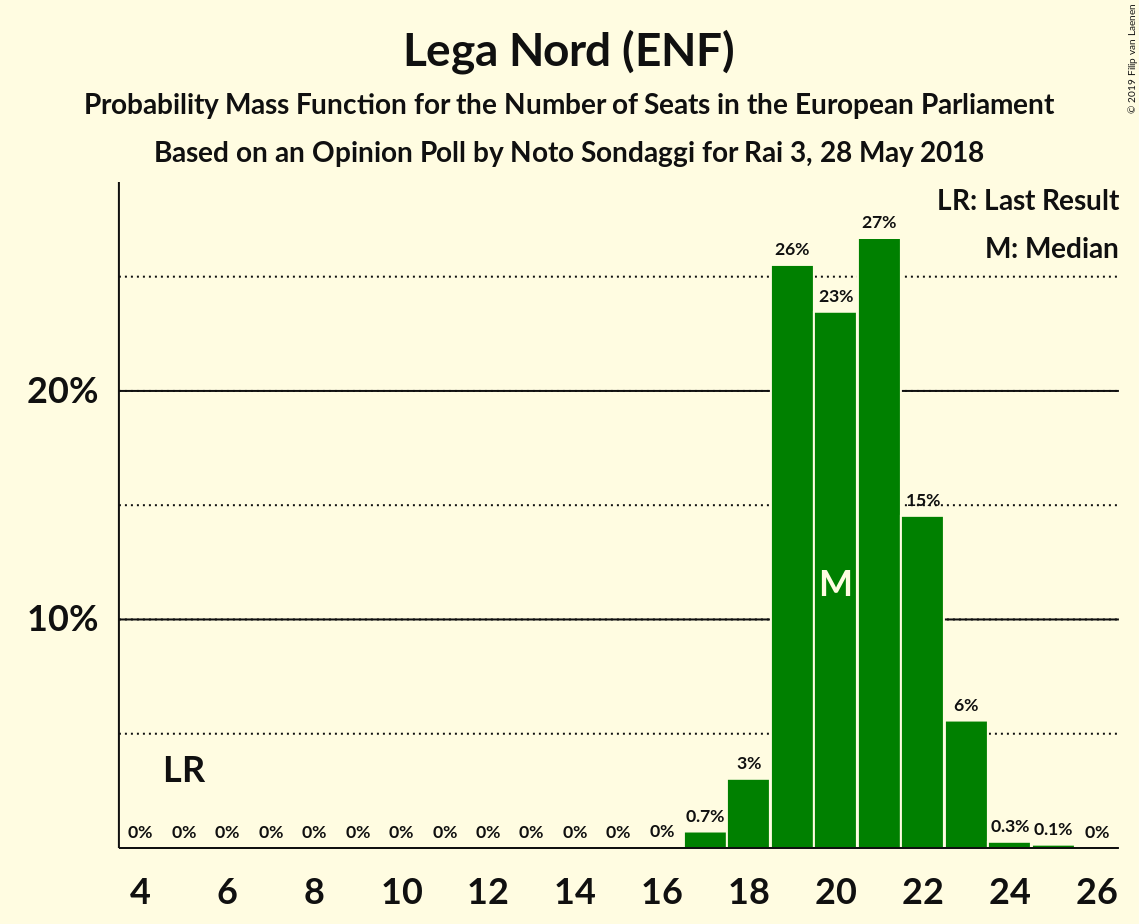 Lega Nord (ENF)
Probability Mass Function for the Number of Seats in the European Parliament
Based on an Opinion Poll by Noto Sondaggi for Rai 3, 28 May 2018
© 2019 Filip van Laenen
LR: Last Result
M: Median
27%
26%
23%
20%
15%
M
10%
6%
LR
3%
0% 0% 0% 0% 0% 0% 0% 0% 0% 0% 0% 0% 0% 0.7% 0.3% 0.1% 0%
4 6 8 10 12 14 16 18 20 22 24 26